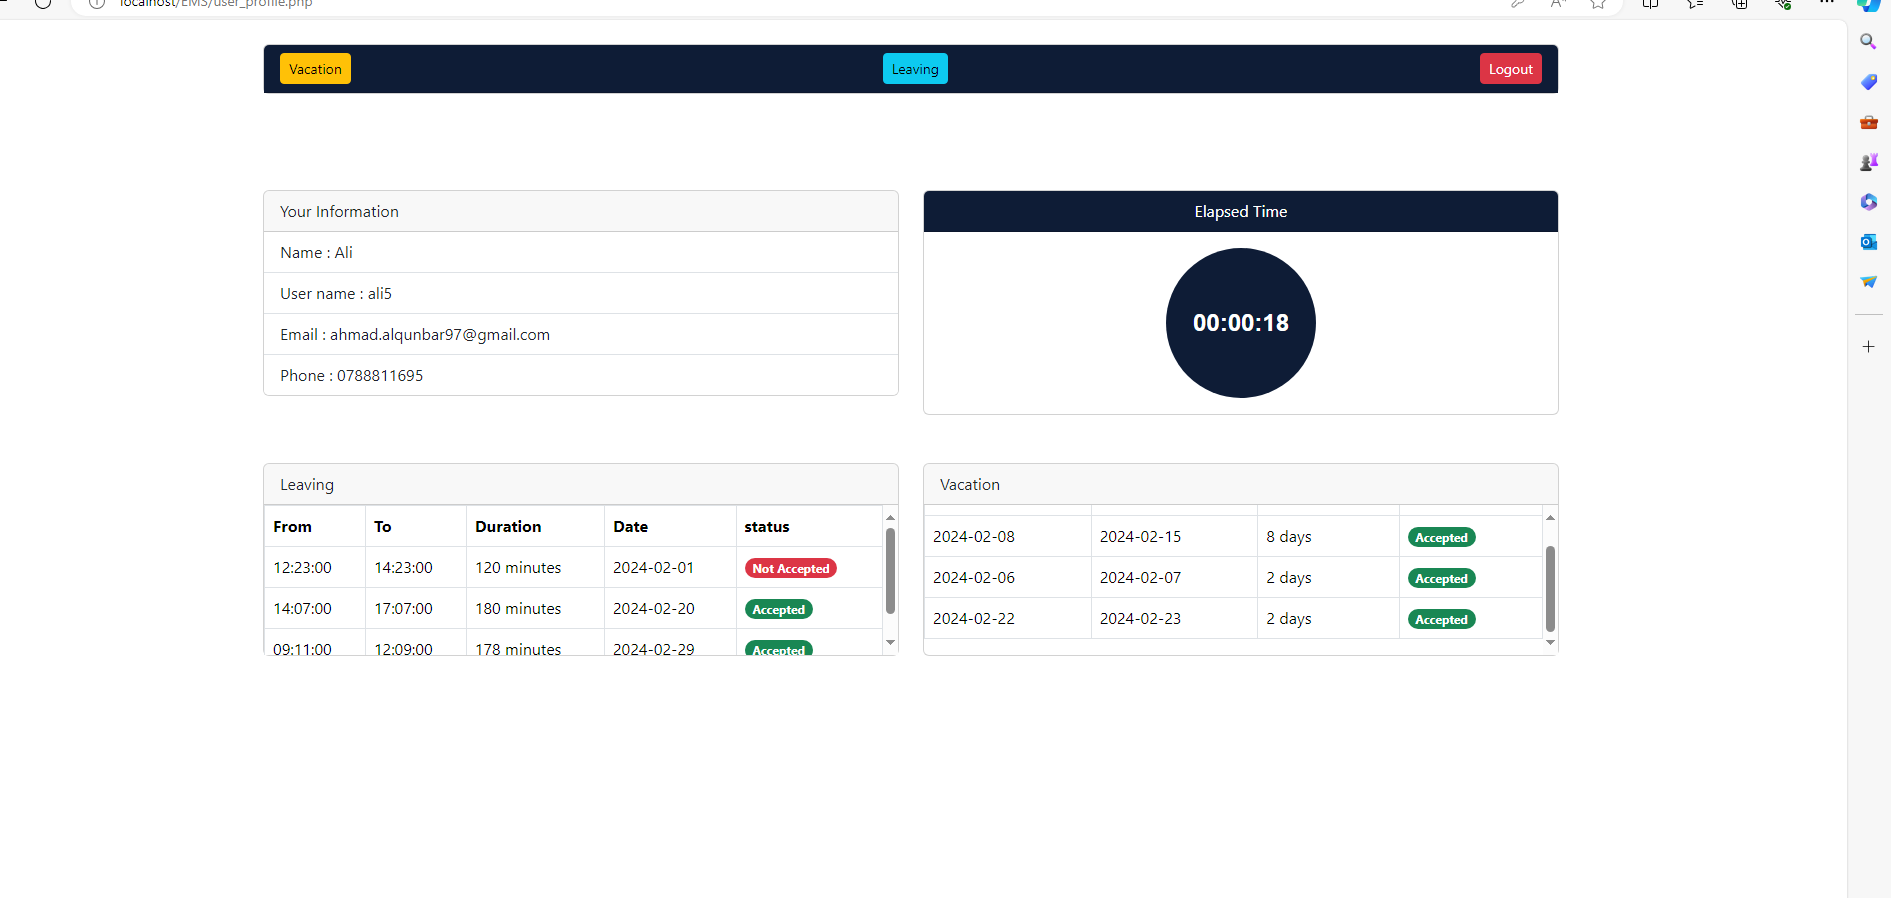 localhost/EMS/user_profile.php
Vacation Leaving Logout
Your Information
Name : Ali
User name : ali5
Email : ahmad.alqunbar97@gmail.com
Phone : 0788811695
Elapsed Time
00:00:18
Leaving
From To Duration Date status
12:23:00 14:23:00 120 minutes 2024-02-01 Not Accepted
14:07:00 17:07:00 180 minutes 2024-02-20 Accepted
09:11:00 12:09:00 178 minutes 2024-02-29 Accepted
Vacation
2024-02-08 2024-02-15 8 days Accepted
2024-02-06 2024-02-07 2 days Accepted
2024-02-22 2024-02-23 2 days Accepted